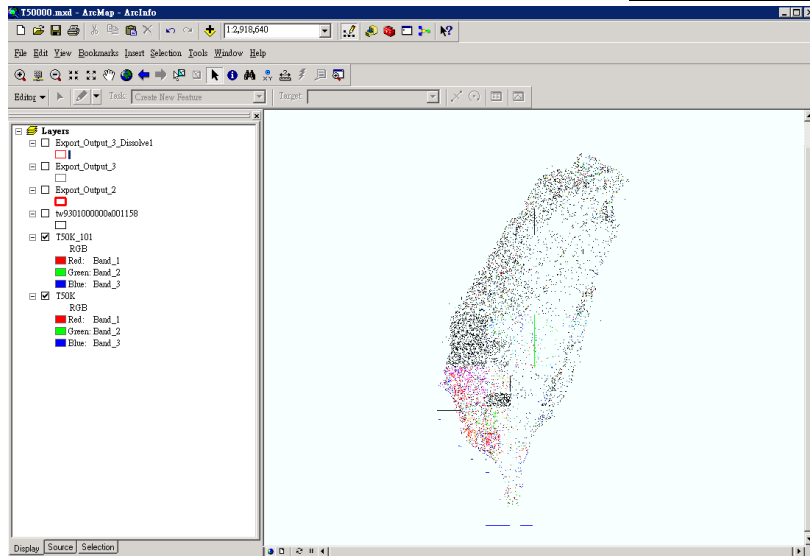 T50000.mxd - ArcMap - ArcInfo
1:2,918,640
File Edit View Bookmarks Insert Selection Tools Window Help
Editor Task: Create New Feature Target:
Layers
Export_Output_3_Dissolve1
Export_Output_3
Export_Output_2
tw9301000000a001158
T50K_101
RGB
Red: Band_1
Green: Band_2
Blue: Band_3
T50K
RGB
Red: Band_1
Green: Band_2
Blue: Band_3
Display Source Selection